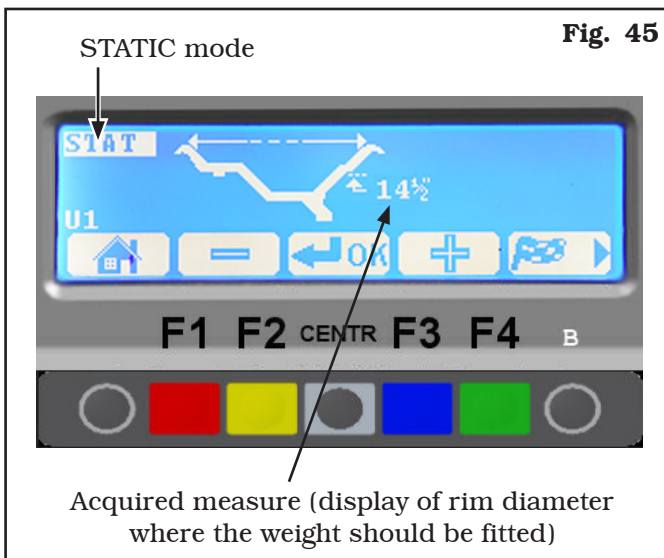 Fig. 45
STATIC mode
STAT
14½"
U1
OK
F1 F2 CENTR F3 F4 B
Acquired measure (display of rim diameter
where the weight should be fitted)